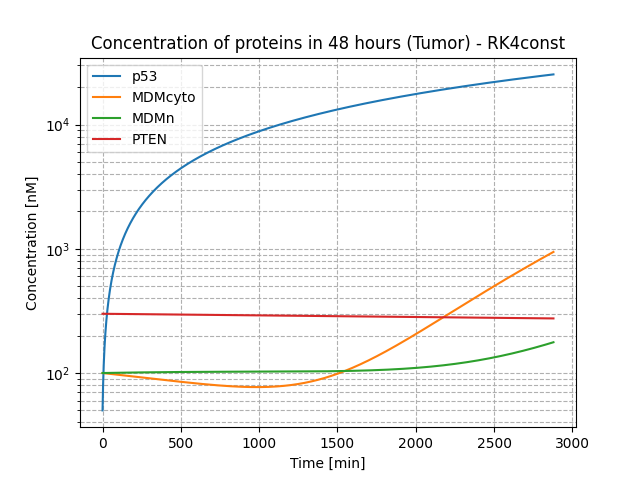 Concentration of proteins in 48 hours (Tumor) - RK4const
p53
MDMcyto
MDMn
PTEN
Concentration [nM]
10^4
10^3
10^2
0 500 1000 1500 2000 2500 3000
Time [min]